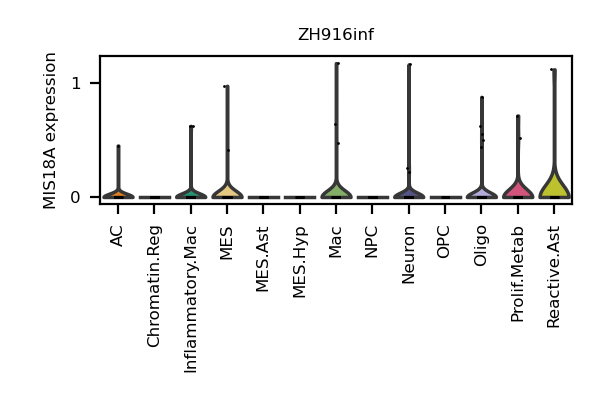 ZH916inf
MIS18A expression
1
0
AC
Chromatin.Reg
Inflammatory.Mac
MES
MES.Ast
MES.Hyp
Mac
NPC
Neuron
OPC
Oligo
Prolif.Metab
Reactive.Ast